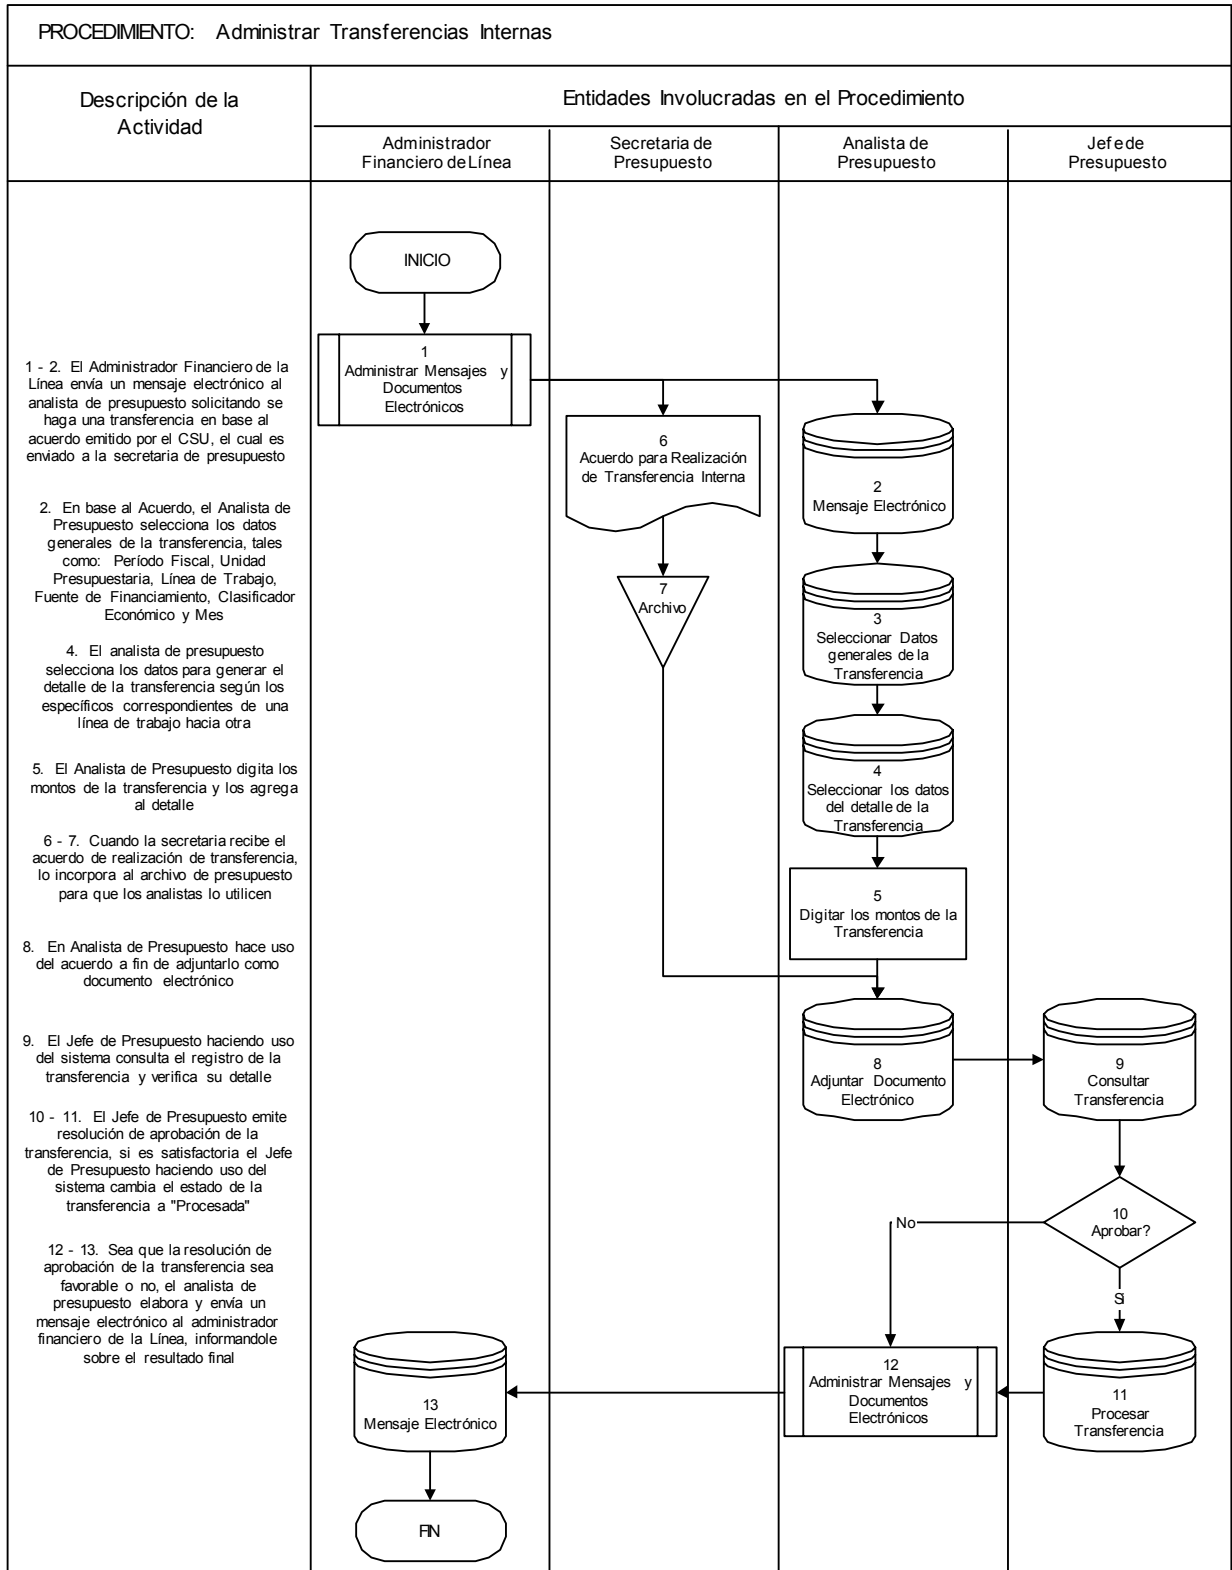 PROCEDIMIENTO: Administrar Transferencias Internas
Descripción de la
Actividad
Entidades Involucradas en el Procedimiento
Administrador
Financiero de Línea
Secretaria de
Presupuesto
Analista de
Presupuesto
Jefe de
Presupuesto
1 - 2. El Administrador Financiero de la
Línea envía un mensaje electrónico al
analista de presupuesto solicitando se
haga una transferencia en base al
acuerdo emitido por el CSU, el cual es
enviado a la secretaria de presupuesto
2. En base al Acuerdo, el Analista de
Presupuesto selecciona los datos
generales de la transferencia, tales
como: Período Fiscal, Unidad
Presupuestaria, Línea de Trabajo,
Fuente de Financiamiento, Clasificador
Económico y Mes
4. El analista de presupuesto
selecciona los datos para generar el
detalle de la transferencia según los
específicos correspondientes de una
línea de trabajo hacia otra
5. El Analista de Presupuesto digita los
montos de la transferencia y los agrega
al detalle
6 - 7. Cuando la secretaria recibe el
acuerdo de realización de transferencia,
lo incorpora al archivo de presupuesto
para que los analistas lo utilicen
8. En Analista de Presupuesto hace uso
del acuerdo a fin de adjuntarlo como
documento electrónico
9. El Jefe de Presupuesto haciendo uso
del sistema consulta el registro de la
transferencia y verifica su detalle
10 - 11. El Jefe de Presupuesto emite
resolución de aprobación de la
transferencia, si es satisfactoria el Jefe
de Presupuesto haciendo uso del
sistema cambia el estado de la
transferencia a "Procesada"
12 - 13. Sea que la resolución de
aprobación de la transferencia sea
favorable o no, el analista de
presupuesto elabora y envía un
mensaje electrónico al administrador
financiero de la Línea, informandole
sobre el resultado final
INICIO
1
Administrar Mensajes y
Documentos
Electrónicos
6
Acuerdo para Realización
de Transferencia Interna
2
Mensaje Electrónico
7
Archivo
3
Seleccionar Datos
generales de la
Transferencia
4
Seleccionar los datos
del detalle de la
Transferencia
5
Digitar los montos de la
Transferencia
8
Adjuntar Documento
Electrónico
9
Consultar
Transferencia
10
Aprobar?
No
Si
11
Procesar
Transferencia
12
Administrar Mensajes y
Documentos
Electrónicos
13
Mensaje Electrónico
FIN